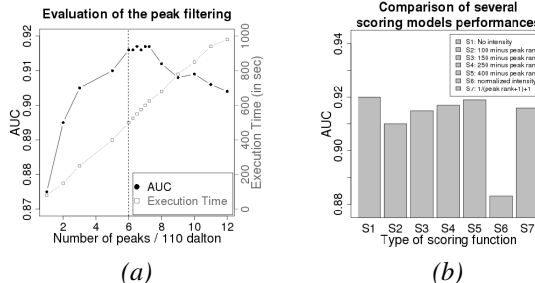 Evaluation of the peak filtering
AUC
0.87 0.88 0.89 0.90 0.91 0.92
0 200 400 600 800 1000
Execution Time (in sec)
AUC
Execution Time
2 4 6 8 10 12
Number of peaks / 110 dalton
(a)
Comparison of several
scoring models performances
AUC
0.88 0.90 0.92 0.94
S1: No intensity
S2: 100 minus peak ran
S3: 150 minus peak ran
S4: 250 minus peak ran
S5: 400 minus peak ran
S6: normalized intensity
S7: 1/(peak rank+1)+1
S1 S2 S3 S4 S5 S6 S7
Type of scoring function
(b)